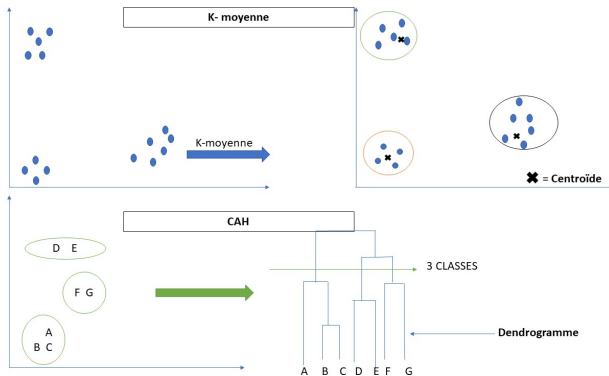 K- moyenne
K-moyenne
✖ = Centroïde
CAH
D E
F G
A
B C
3 CLASSES
Dendrogramme
A B C D E F G